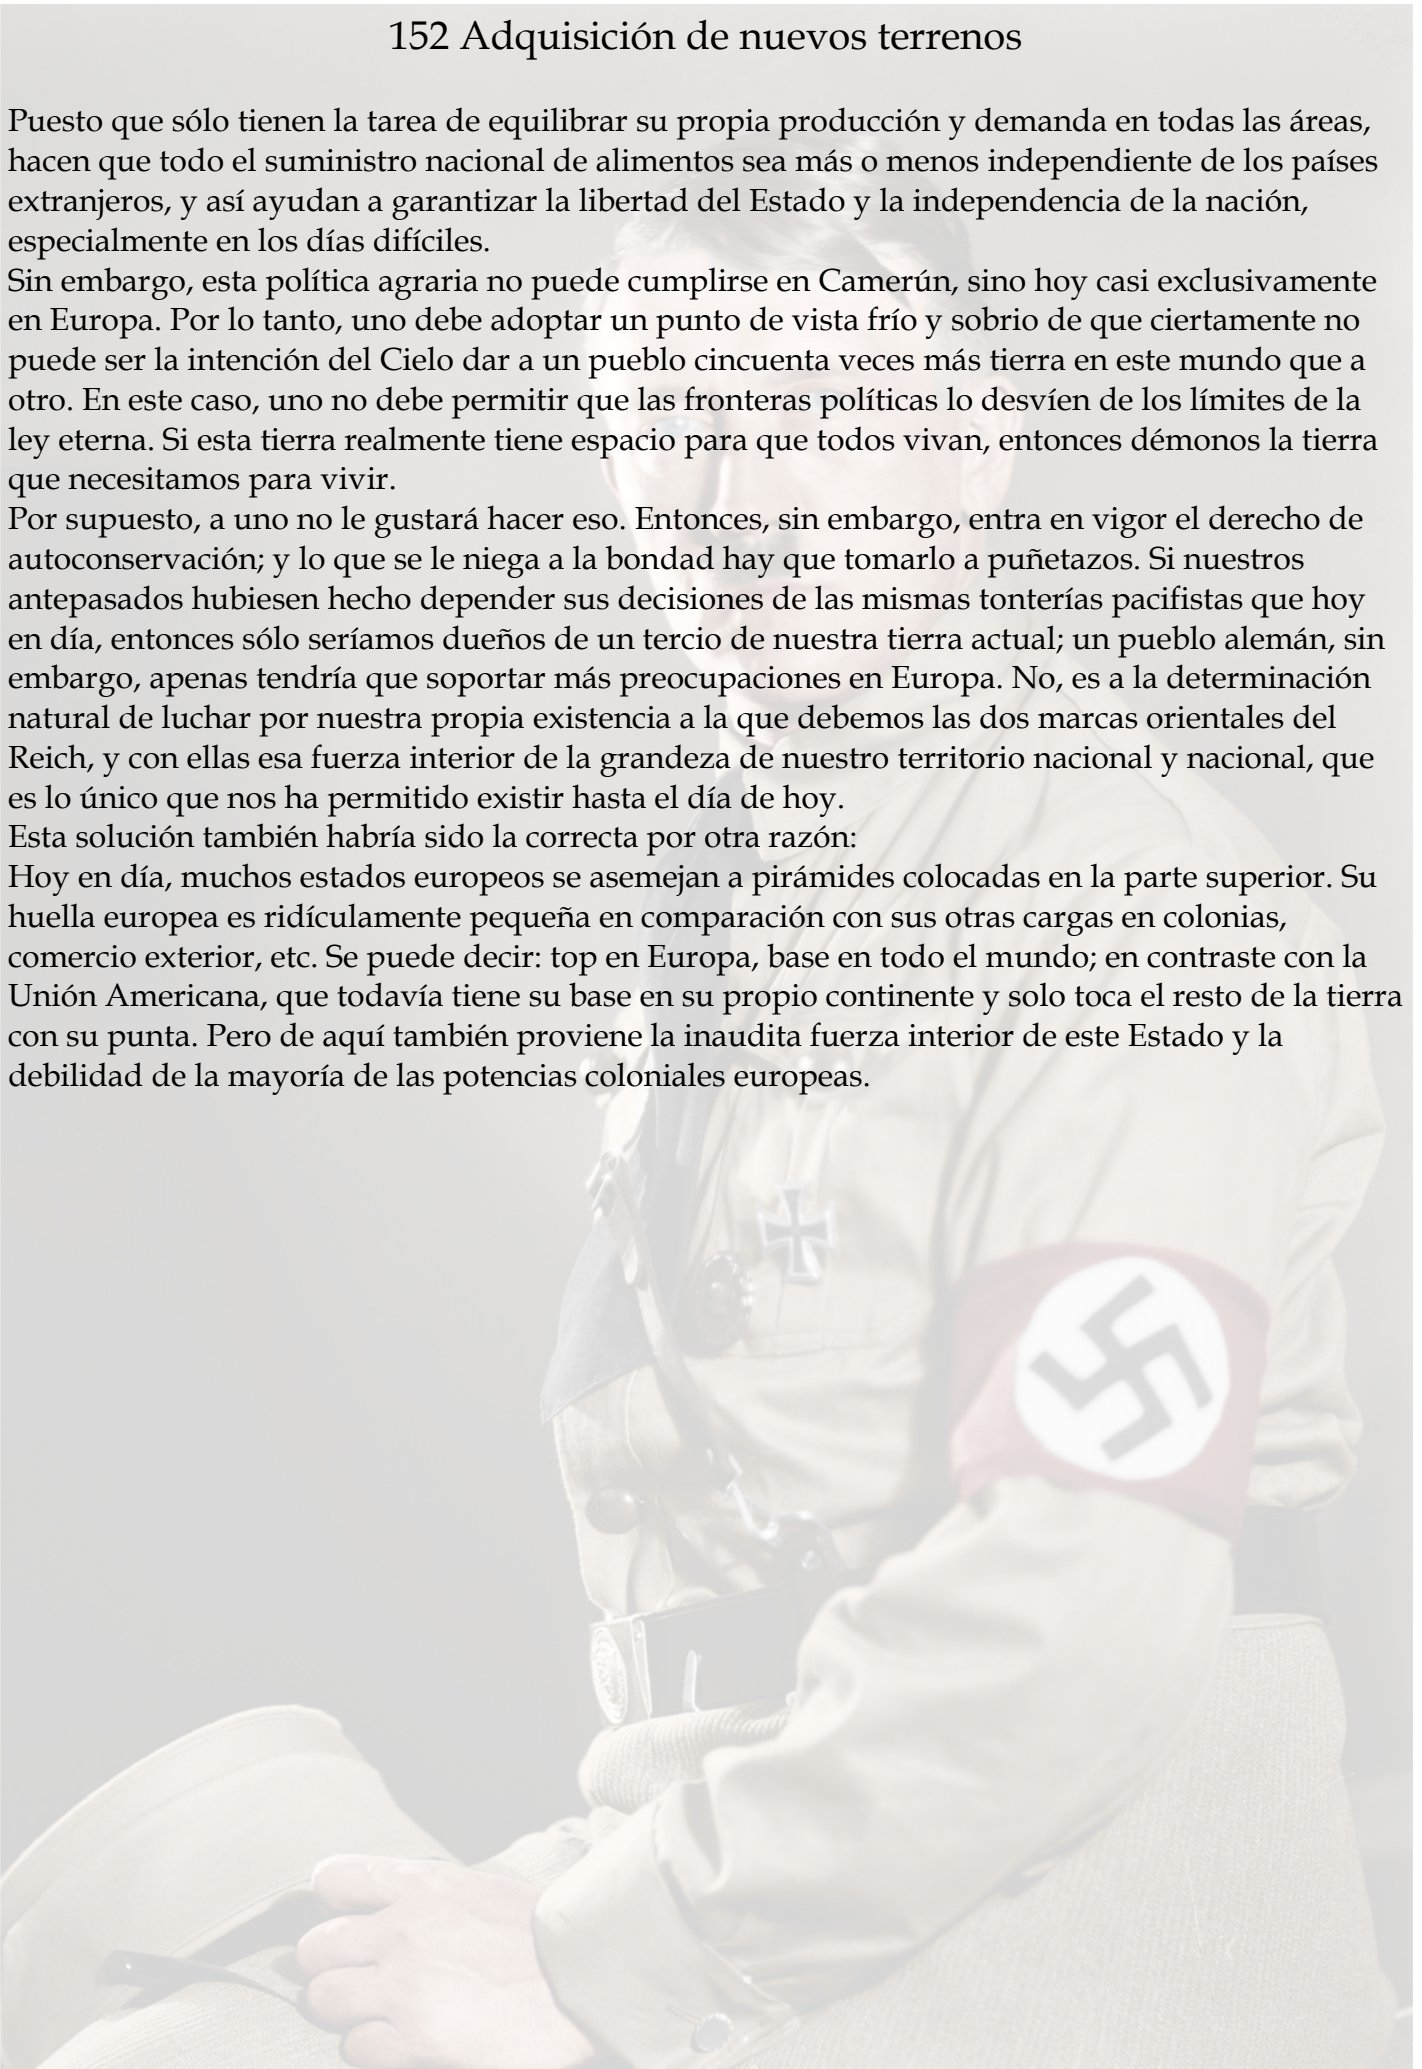 152 Adquisición de nuevos terrenos
Puesto que sólo tienen la tarea de equilibrar su propia producción y demanda en todas las áreas,
hacen que todo el suministro nacional de alimentos sea más o menos independiente de los países
extranjeros, y así ayudan a garantizar la libertad del Estado y la independencia de la nación,
especialmente en los días difíciles.
Sin embargo, esta política agraria no puede cumplirse en Camerún, sino hoy casi exclusivamente
en Europa. Por lo tanto, uno debe adoptar un punto de vista frío y sobrio de que ciertamente no
puede ser la intención del Cielo dar a un pueblo cincuenta veces más tierra en este mundo que a
otro. En este caso, uno no debe permitir que las fronteras políticas lo desvíen de los límites de la
ley eterna. Si esta tierra realmente tiene espacio para que todos vivan, entonces démonos la tierra
que necesitamos para vivir.
Por supuesto, a uno no le gustará hacer eso. Entonces, sin embargo, entra en vigor el derecho de
autoconservación; y lo que se le niega a la bondad hay que tomarlo a puñetazos. Si nuestros
antepasados hubiesen hecho depender sus decisiones de las mismas tonterías pacifistas que hoy
en día, entonces sólo seríamos dueños de un tercio de nuestra tierra actual; un pueblo alemán, sin
embargo, apenas tendría que soportar más preocupaciones en Europa. No, es a la determinación
natural de luchar por nuestra propia existencia a la que debemos las dos marcas orientales del
Reich, y con ellas esa fuerza interior de la grandeza de nuestro territorio nacional y nacional, que
es lo único que nos ha permitido existir hasta el día de hoy.
Esta solución también habría sido la correcta por otra razón:
Hoy en día, muchos estados europeos se asemejan a pirámides colocadas en la parte superior. Su
huella europea es ridículamente pequeña en comparación con sus otras cargas en colonias,
comercio exterior, etc. Se puede decir: top en Europa, base en todo el mundo; en contraste con la
Unión Americana, que todavía tiene su base en su propio continente y solo toca el resto de la tierra
con su punta. Pero de aquí también proviene la inaudita fuerza interior de este Estado y la
debilidad de la mayoría de las potencias coloniales europeas.